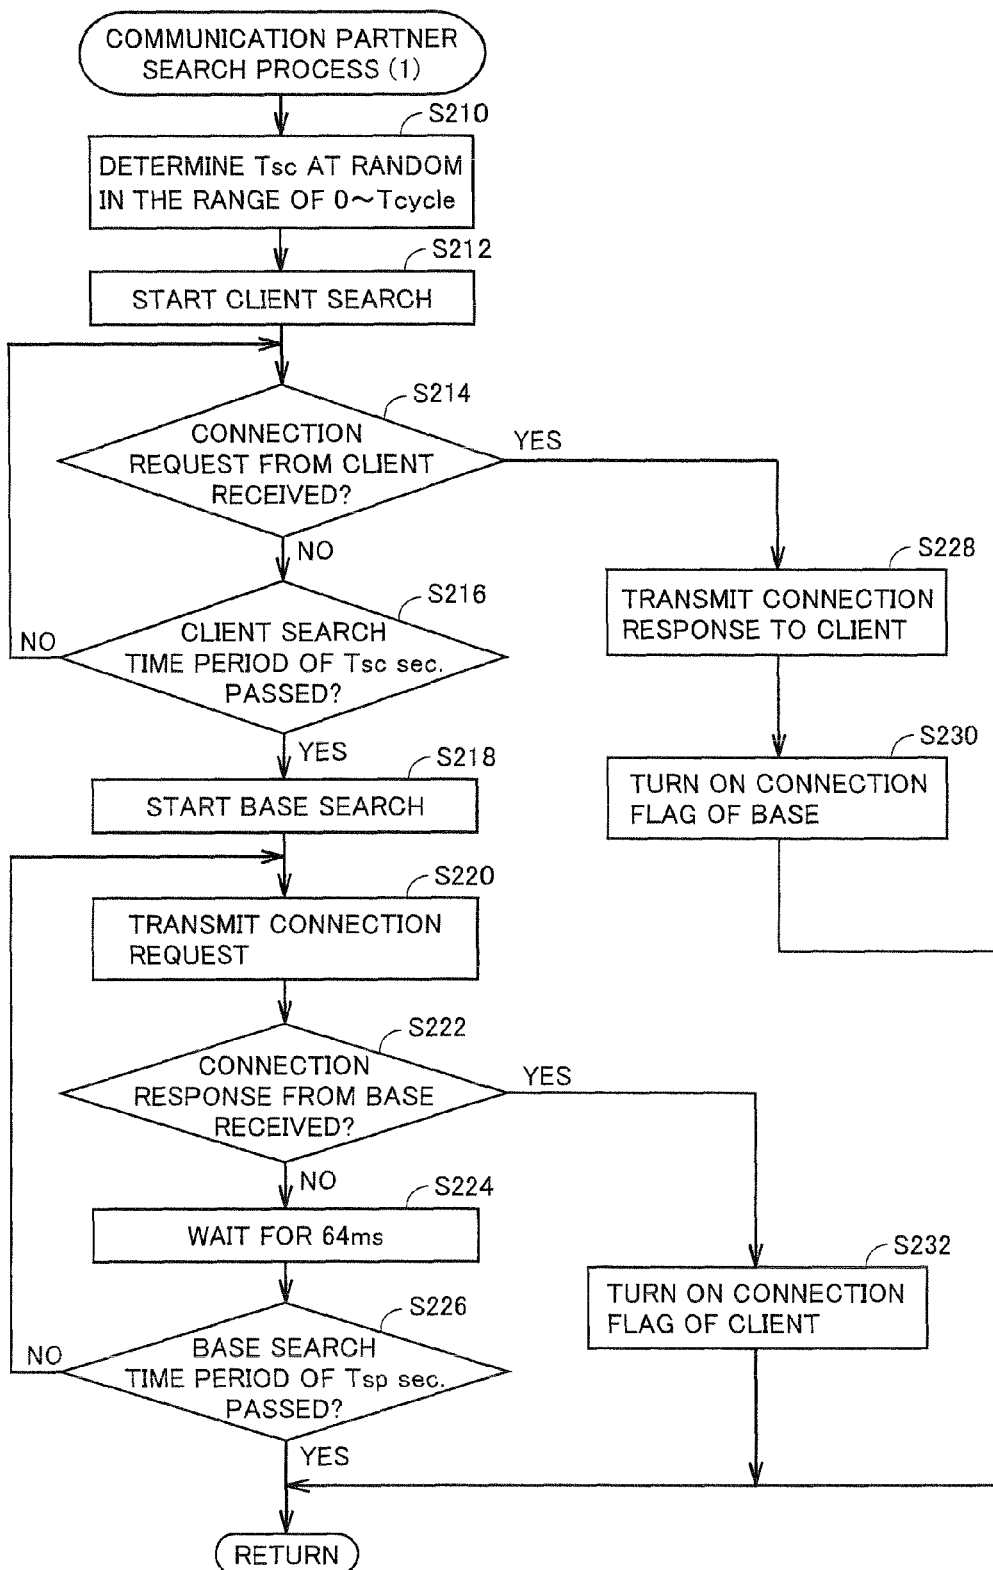 COMMUNICATION PARTNER
SEARCH PROCESS (1)
S210
DETERMINE Tsc AT RANDOM
IN THE RANGE OF 0~Tcycle
S212
START CLIENT SEARCH
S214
CONNECTION
REQUEST FROM CLIENT
RECEIVED?
YES
NO
S216
CLIENT SEARCH
TIME PERIOD OF Tsc sec.
PASSED?
NO
YES
S228
TRANSMIT CONNECTION
RESPONSE TO CLIENT
S230
TURN ON CONNECTION
FLAG OF BASE
S218
START BASE SEARCH
S220
TRANSMIT CONNECTION
REQUEST
S222
CONNECTION
RESPONSE FROM BASE
RECEIVED?
YES
NO
S224
WAIT FOR 64ms
S232
TURN ON CONNECTION
FLAG OF CLIENT
S226
BASE SEARCH
TIME PERIOD OF Tsp sec.
PASSED?
NO
YES
RETURN